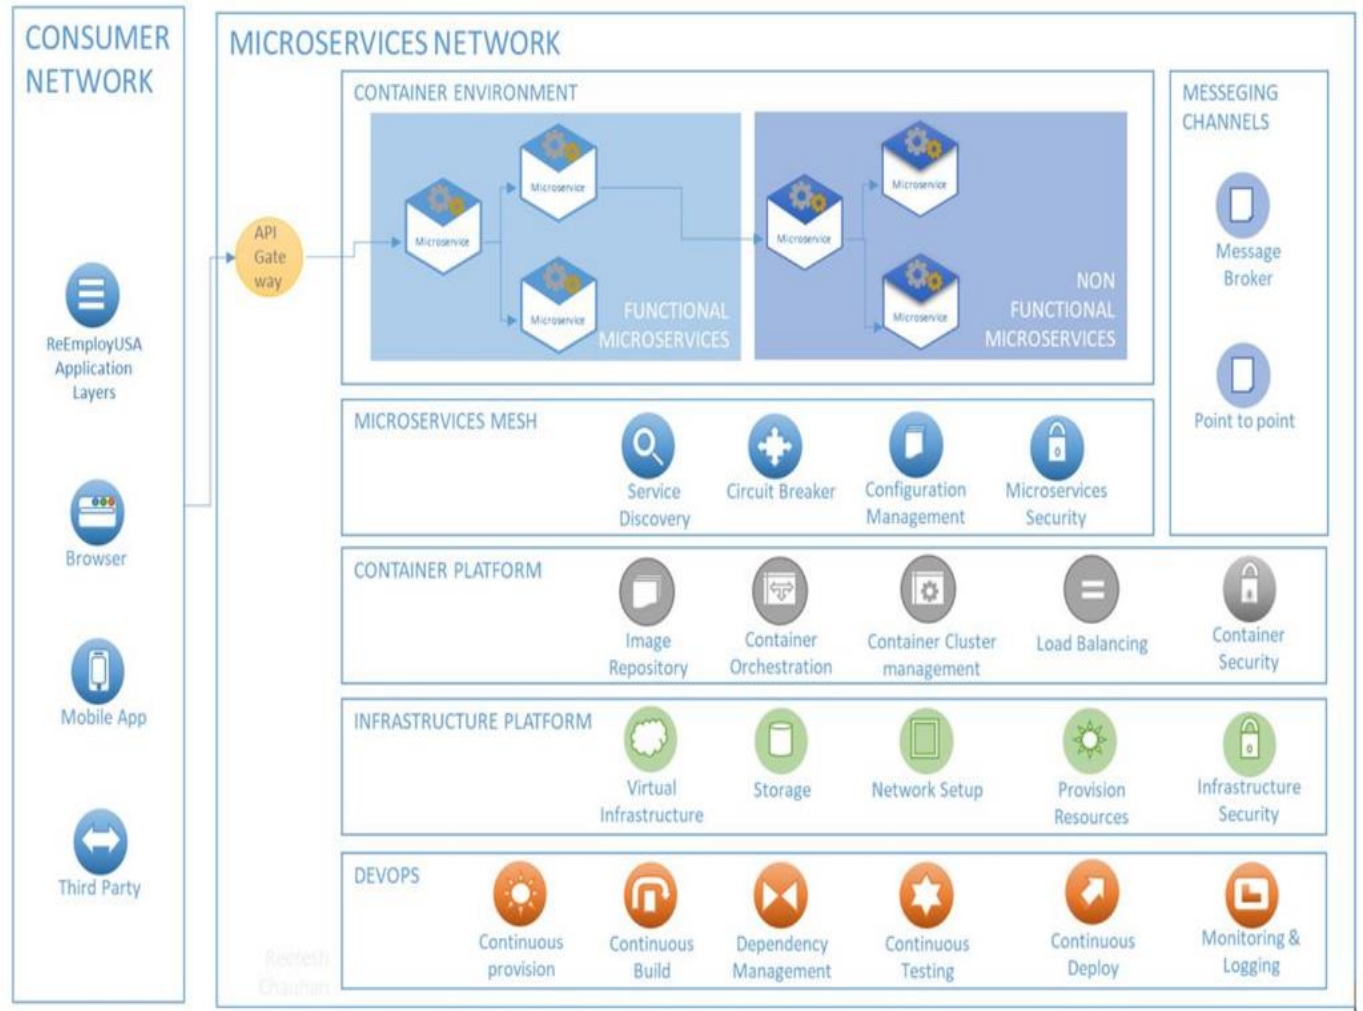 CONSUMER
NETWORK
ReEmployUSA
Application
Layers
Browser
Mobile App
Third Party
MICROSERVICES NETWORK
API
Gate
way
CONTAINER ENVIRONMENT
Microservice
Microservice
Microservice
FUNCTIONAL
MICROSERVICES
Microservice
Microservice
Microservice
NON
FUNCTIONAL
MICROSERVICES
MESSEGING
CHANNELS
Message
Broker
Point to point
MICROSERVICES MESH
Service
Discovery
Circuit Breaker
Configuration
Management
Microservices
Security
CONTAINER PLATFORM
Image
Repository
Container
Orchestration
Container Cluster
management
Load Balancing
Container
Security
INFRASTRUCTURE PLATFORM
Virtual
Infrastructure
Storage
Network Setup
Provision
Resources
Infrastructure
Security
DEVOPS
Continuous
provision
Continuous
Build
Dependency
Management
Continuous
Testing
Continuous
Deploy
Monitoring &
Logging
Reetesh
Chauhan